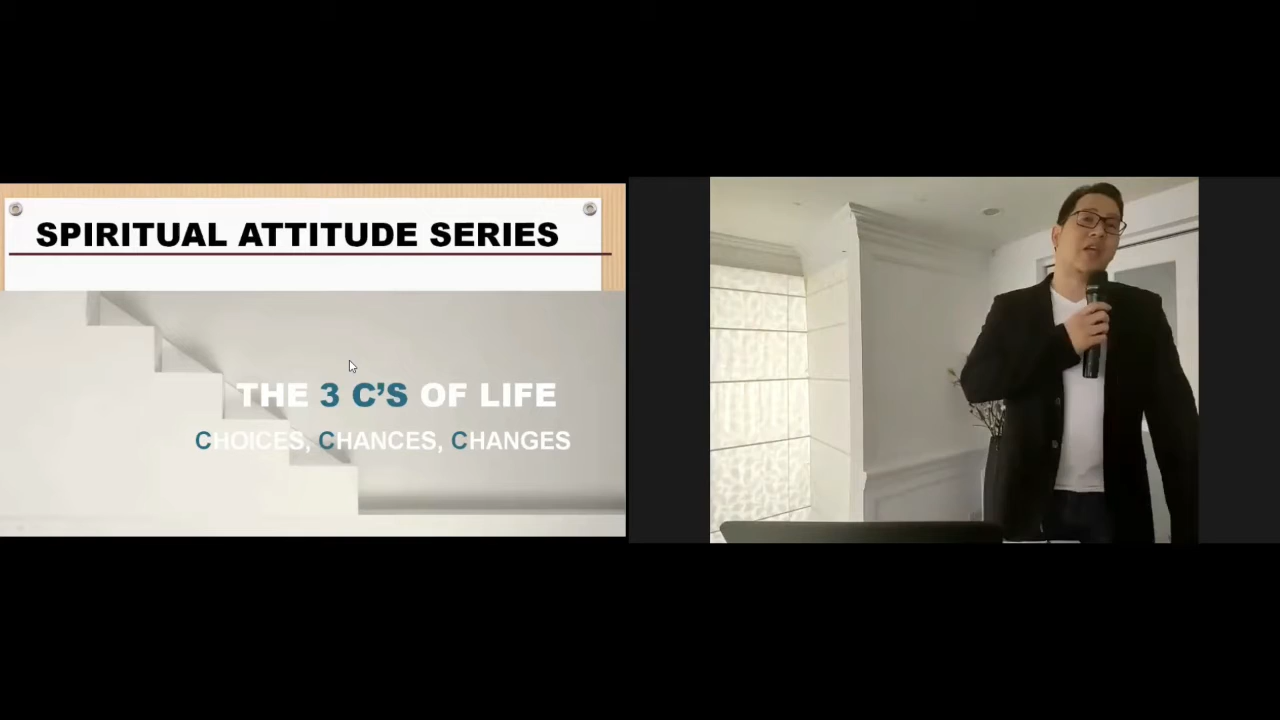 SPIRITUAL ATTITUDE SERIES
THE 3 C'S OF LIFE
CHOICES, CHANCES, CHANGES